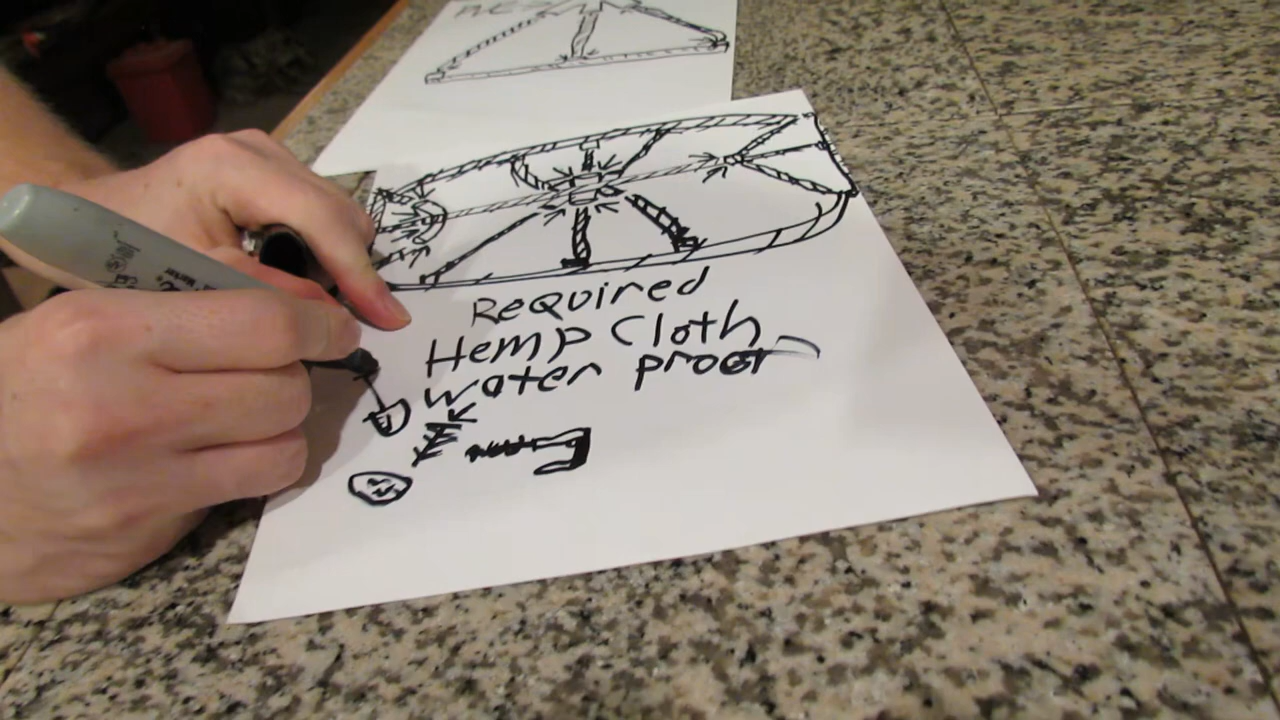 Required
Hemp Cloth
water proof